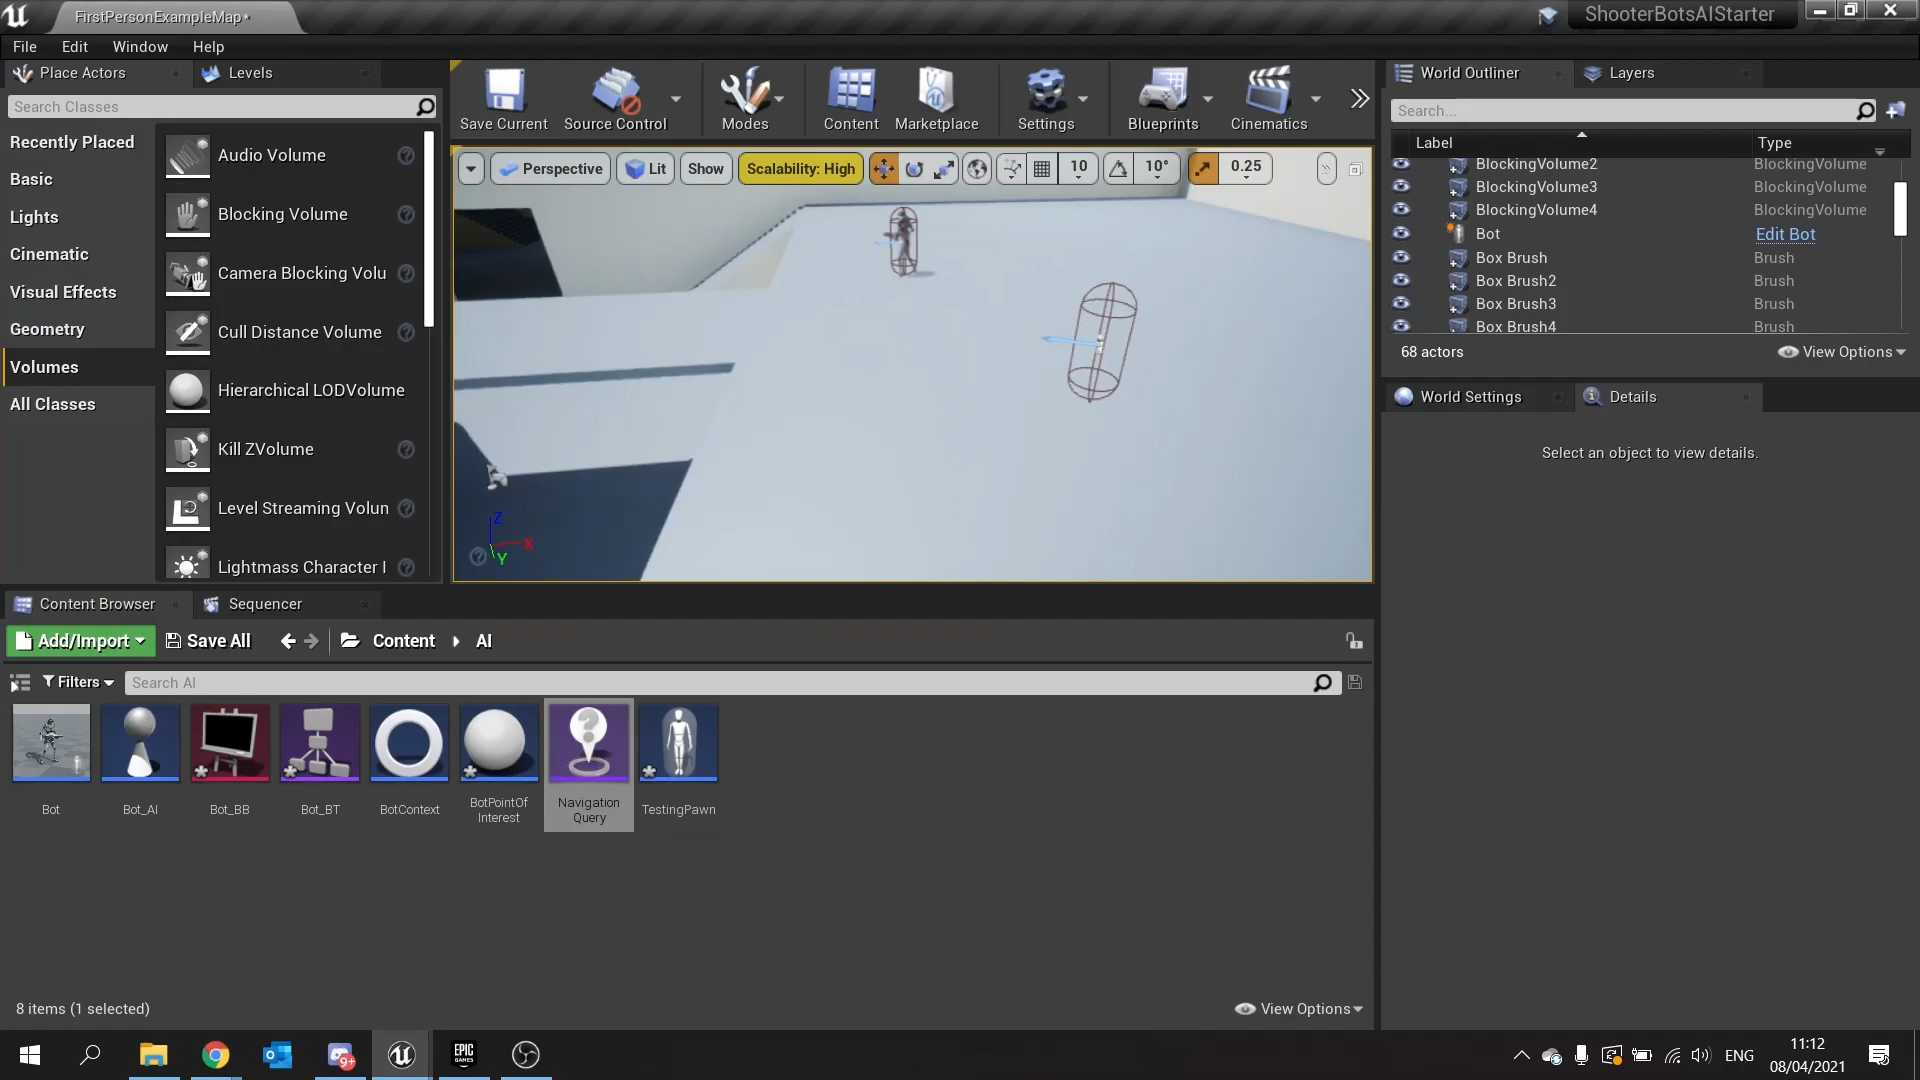 FirstPersonExampleMap*
ShooterBotsAIStarter
File Edit Window Help
Place Actors
Levels
Search Classes
Recently Placed
Basic
Lights
Cinematic
Visual Effects
Geometry
Volumes
All Classes
Audio Volume
Blocking Volume
Camera Blocking Volu
Cull Distance Volume
Hierarchical LODVolume
Kill ZVolume
Level Streaming Volun
Lightmass Character I
Save Current
Source Control
Modes
Content
Marketplace
Settings
Blueprints
Cinematics
Perspective
Lit
Show
Scalability: High
10
10°
0.25
Z
X
Y
World Outliner
Layers
Search...
Label Type
BlockingVolume2 BlockingVolume
BlockingVolume3 BlockingVolume
BlockingVolume4 BlockingVolume
Bot Edit Bot
Box Brush Brush
Box Brush2 Brush
Box Brush3 Brush
Box Brush4 Brush
68 actors
View Options
World Settings
Details
Select an object to view details.
Content Browser
Sequencer
Add/Import
Save All
Content
AI
Filters
Search AI
Bot
Bot_AI
Bot_BB
Bot_BT
BotContext
BotPointOf
Interest
Navigation
Query
TestingPawn
8 items (1 selected)
View Options
9+
EPIC
GAMES
ENG
11:12
08/04/2021